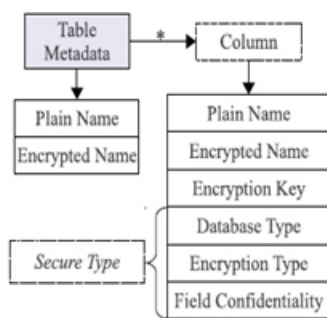 Table
Metadata
*
Column
Plain Name
Encrypted Name
Plain Name
Encrypted Name
Encryption Key
Database Type
Secure Type
Encryption Type
Field Confidentiality